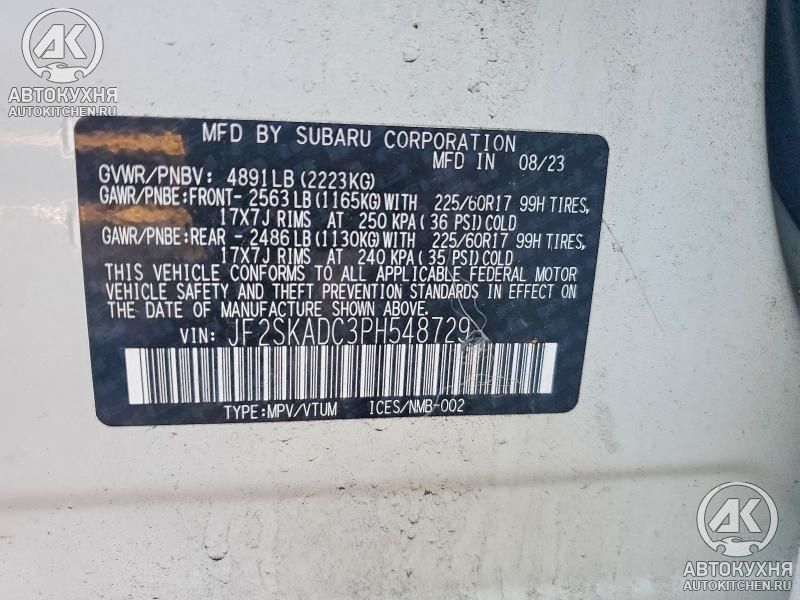 АК
АВТОКУХНЯ
AUTOKITCHEN.RU
MFD BY SUBARU CORPORATION
MFD IN 08/23
GVWR/PNBV: 4891LB (2223KG)
GAWR/PNBE:FRONT- 2563LB (1165KG)WITH 225/60R17 99H TIRES,
17X7J RIMS AT 250 KPA( 36 PSI)COLD
GAWR/PNBE:REAR - 2486LB (1130KG)WITH 225/60R17 99H TIRES,
17X7J RIMS AT 240 KPA( 35 PSI)COLD
THIS VEHICLE CONFORMS TO ALL APPLICABLE FEDERAL MOTOR
VEHICLE SAFETY AND THEFT PREVENTION STANDARDS IN EFFECT ON
THE DATE OF MANUFACTURE SHOWN ABOVE.
VIN: JF2SKADC3PH548729
TYPE:MPV/VTUM ICES/NMB-002
АК
АВТОКУХНЯ
AUTOKITCHEN.RU